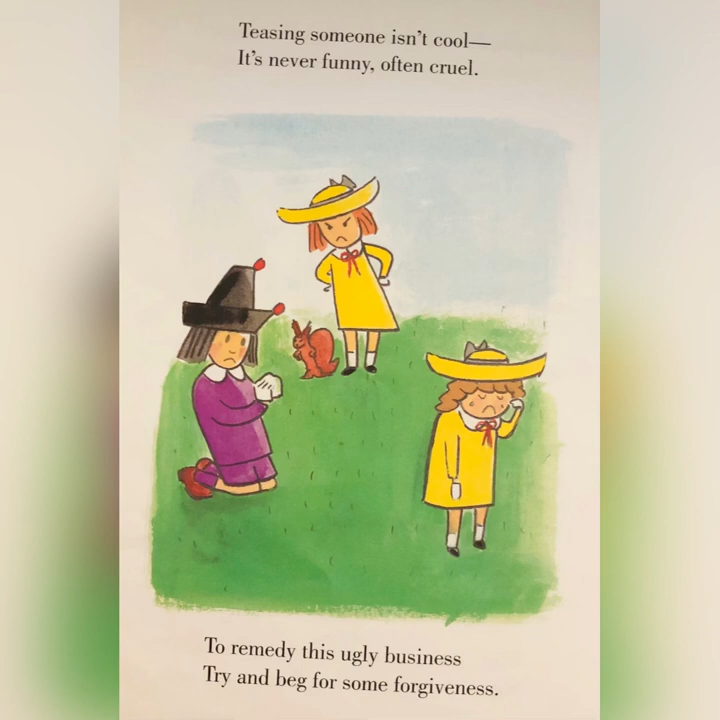 Teasing someone isn't cool—
It's never funny, often cruel.
To remedy this ugly business
Try and beg for some forgiveness.